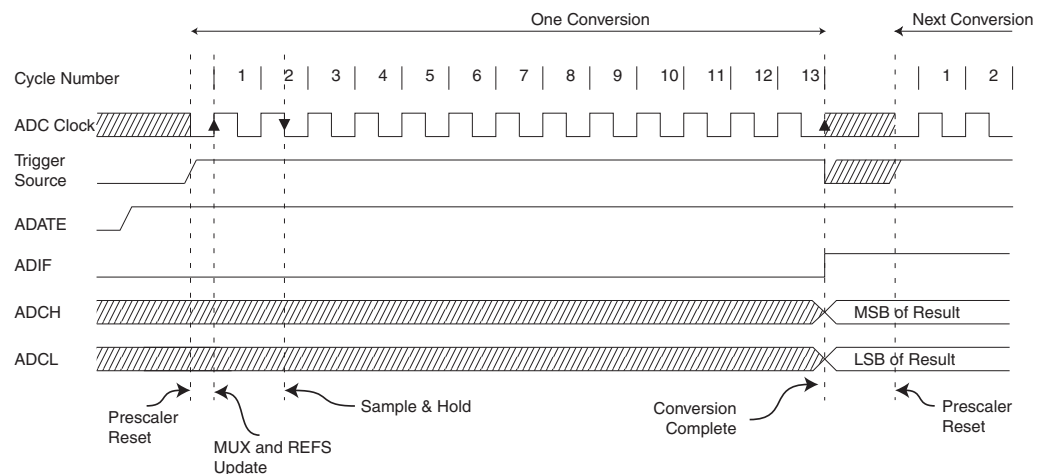 One Conversion
Next Conversion
Cycle Number
1 2 3 4 5 6 7 8 9 10 11 12 13 1 2
ADC Clock
Trigger
Source
ADATE
ADIF
ADCH
MSB of Result
ADCL
LSB of Result
Prescaler
Reset
MUX and REFS
Update
Sample & Hold
Conversion
Complete
Prescaler
Reset